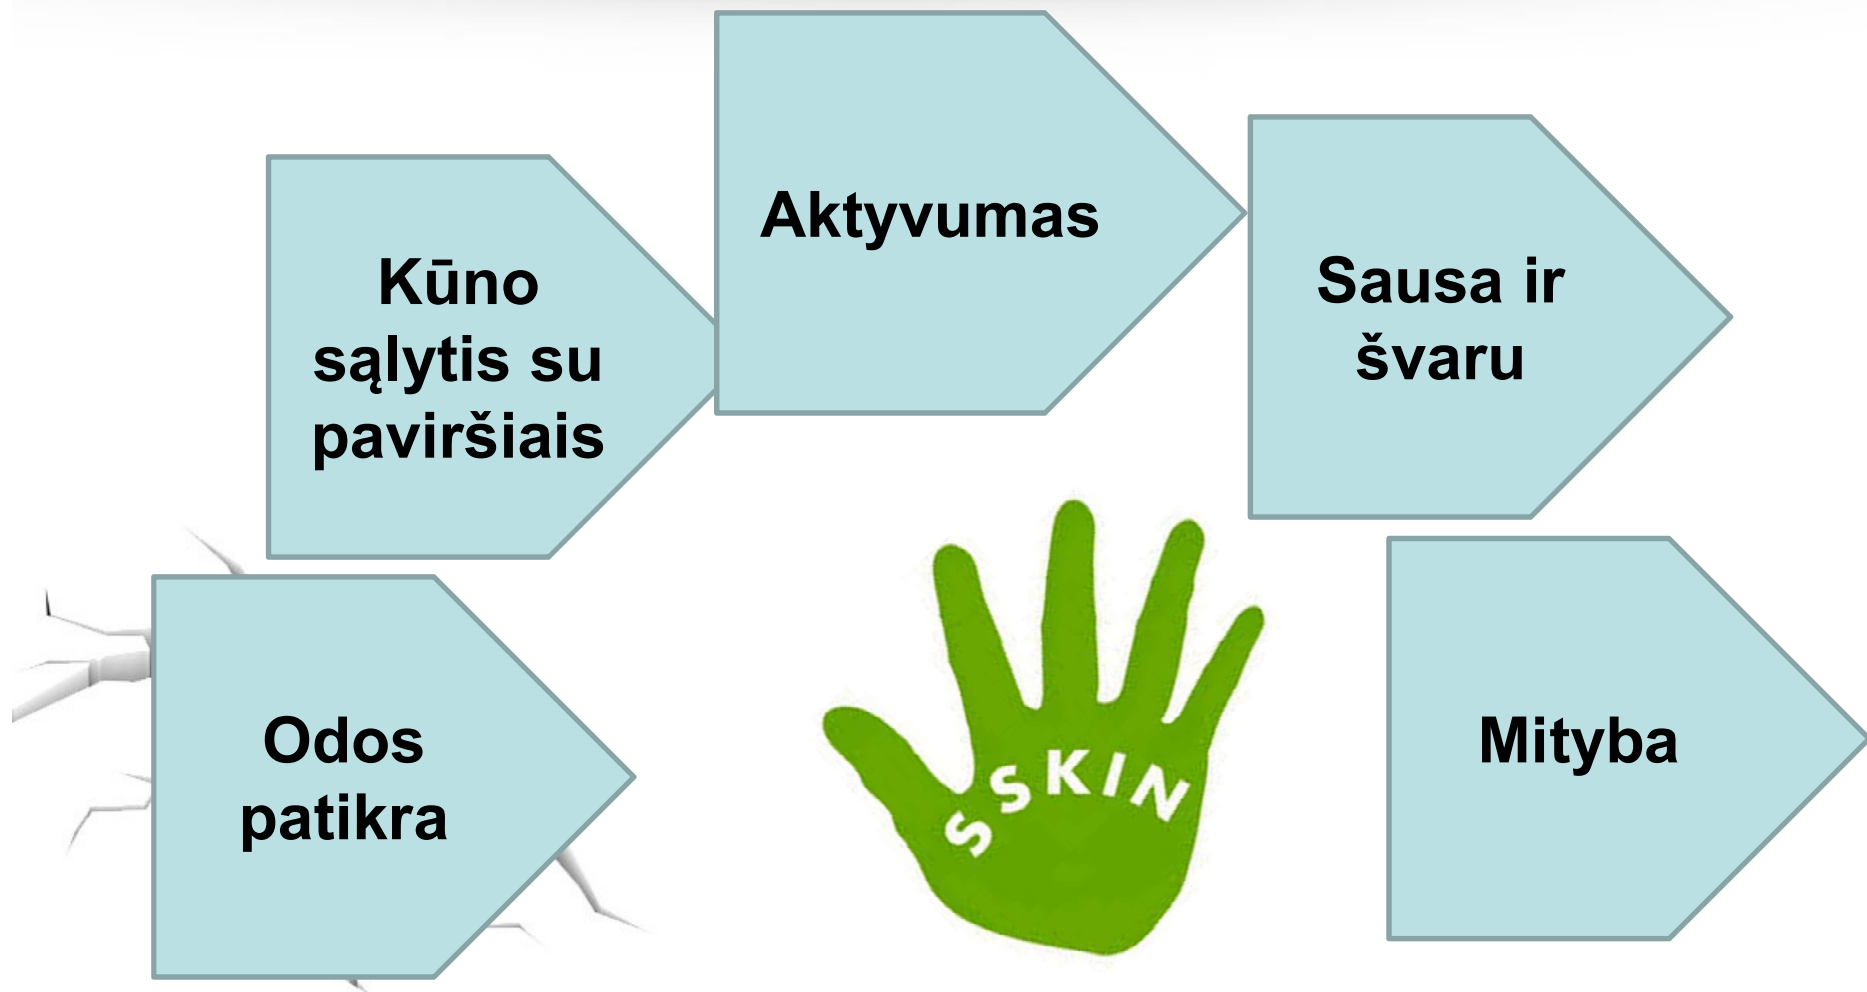 Aktyvumas
Kūno
sąlytis su
paviršiais
Sausa ir
švaru
Odos
patikra
Mityba
SSKIN